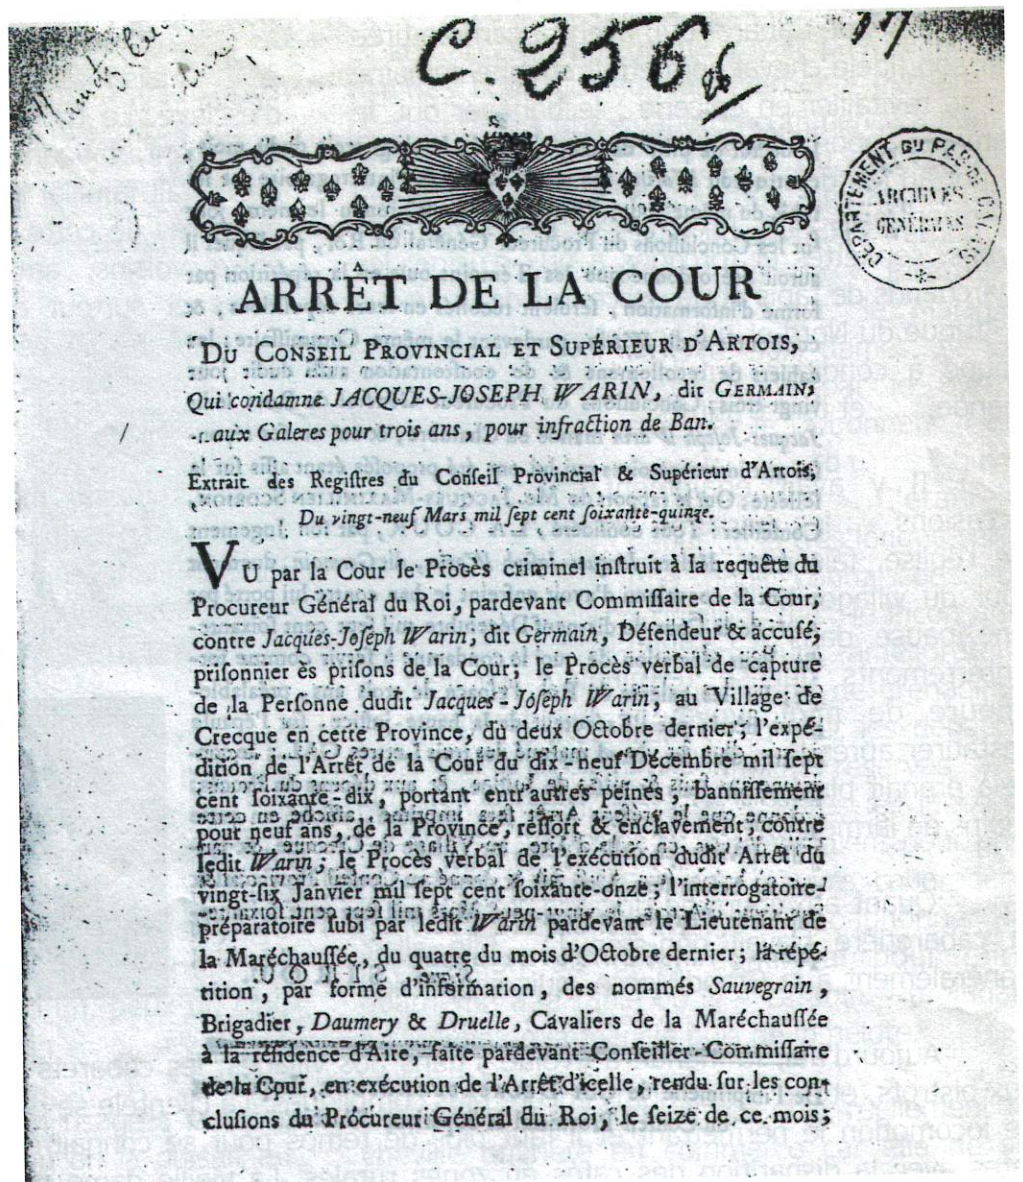 C. 256
17
DÉPARTEMENT DU PAS-DE-CALAIS
ARCHIVES
GÉNÉRALES
ARRÊT DE LA COUR
DU CONSEIL PROVINCIAL ET SUPÉRIEUR D'ARTOIS,
Qui condamne JACQUES-JOSEPH WARIN, dit GERMAIN,
aux Galeres pour trois ans, pour infraction de Ban.
Extrait des Regiſtres du Conſeil Provincial & Supérieur d'Artois,
Du vingt-neuf Mars mil ſept cent ſoixante-quinze.
VU par la Cour le Procès criminel inſtruit à la requête du
Procureur Général du Roi, pardevant Commiſſaire de la Cour,
contre Jacques-Joſeph Warin, dit Germain, Défendeur & accuſé,
priſonnier ès priſons de la Cour; le Procès verbal de capture
de la Perſonne dudit Jacques-Joſeph Warin, au Village de
Crecque en cette Province, du deux Octobre dernier; l'expé-
dition de l'Arrêt de la Cour du dix-neuf Décembre mil ſept
cent ſoixante-dix, portant entr'autres peines, banniſſement
pour neuf ans, de la Province, reſſort & enclavement, contre
ledit Warin; le Procès verbal de l'exécution dudit Arrêt du
vingt-ſix Janvier mil ſept cent ſoixante-onze; l'interrogatoire-
préparatoire ſubi par ledit Warin pardevant le Lieutenant de
la Maréchauſſée, du quatre du mois d'Octobre dernier; la répé-
tition, par forme d'information, des nommés Sauvegrain,
Brigadier, Daumery & Druelle, Cavaliers de la Maréchauſſée
à la réſidence d'Aire, faite pardevant Conſeiller-Commiſſaire
de la Cour, en exécution de l'Arrêt d'icelle, rendu ſur les con-
cluſions du Procureur Général du Roi, le ſeize de ce mois;